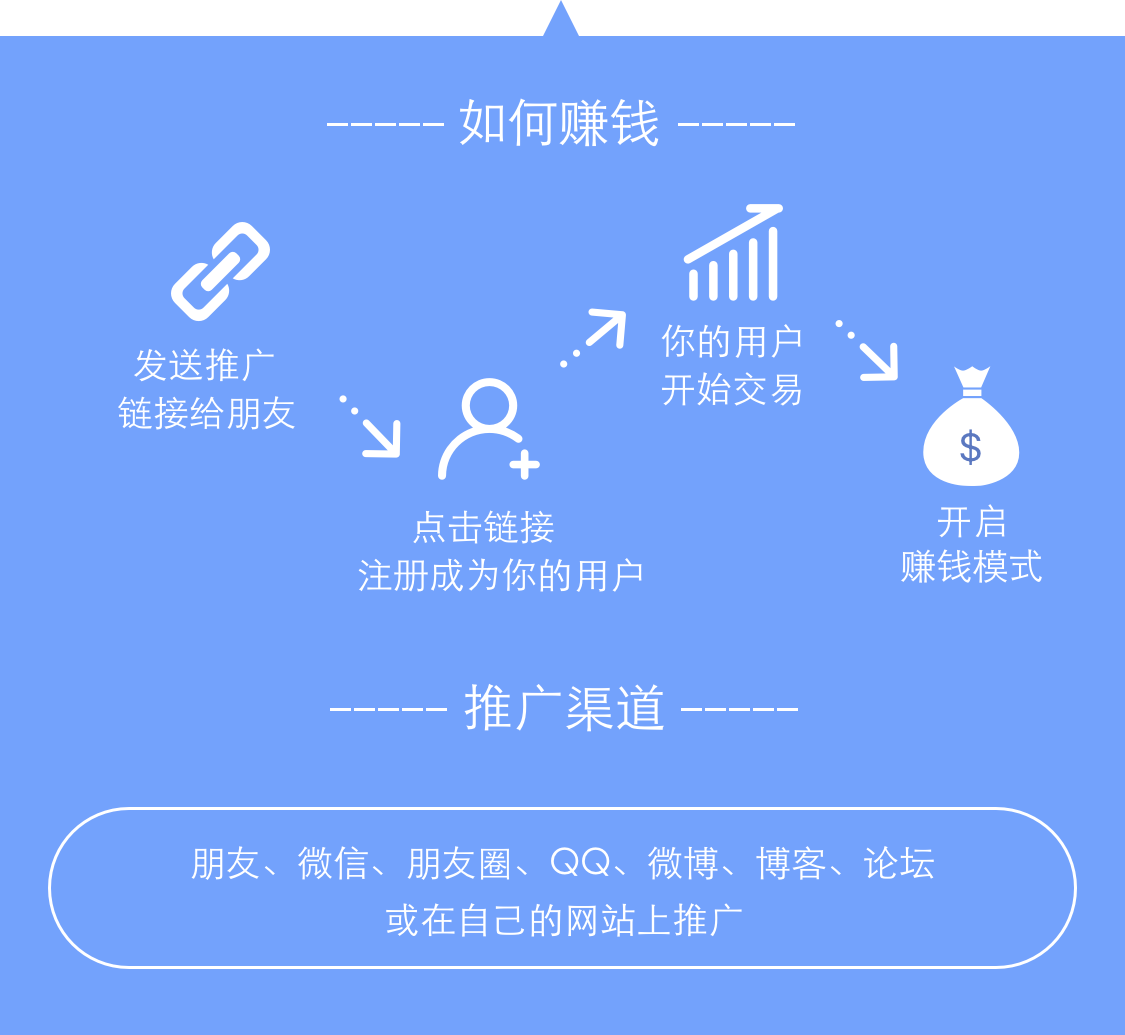 如何赚钱
发送推广
链接给朋友
点击链接
注册成为你的用户
你的用户
开始交易
$
开启
赚钱模式
推广渠道
朋友、微信、朋友圈、QQ、微博、博客、论坛
或在自己的网站上推广